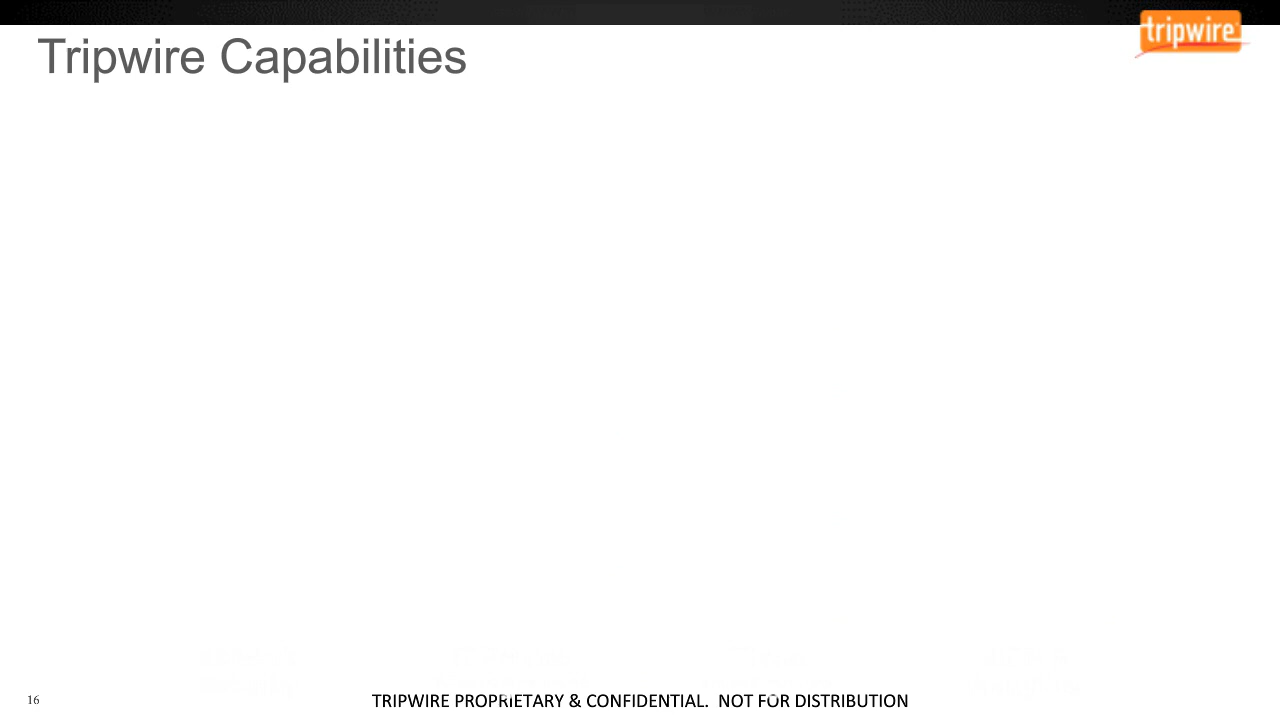 tripwire
Tripwire Capabilities
16
TRIPWIRE PROPRIETARY & CONFIDENTIAL. NOT FOR DISTRIBUTION